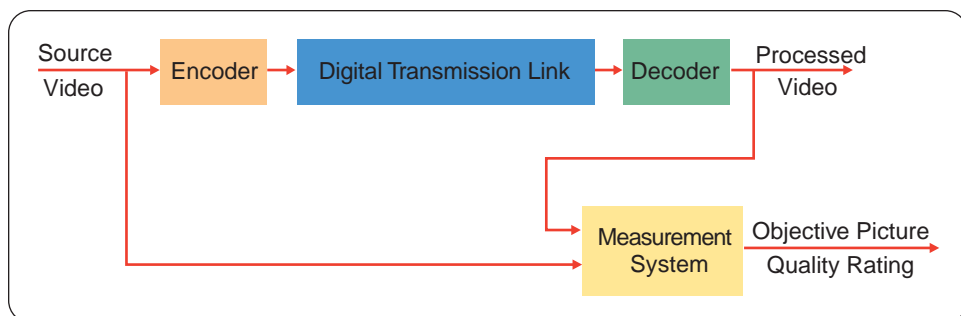 Source
Video
Encoder
Digital Transmission Link
Decoder
Processed
Video
Measurement
System
Objective Picture
Quality Rating